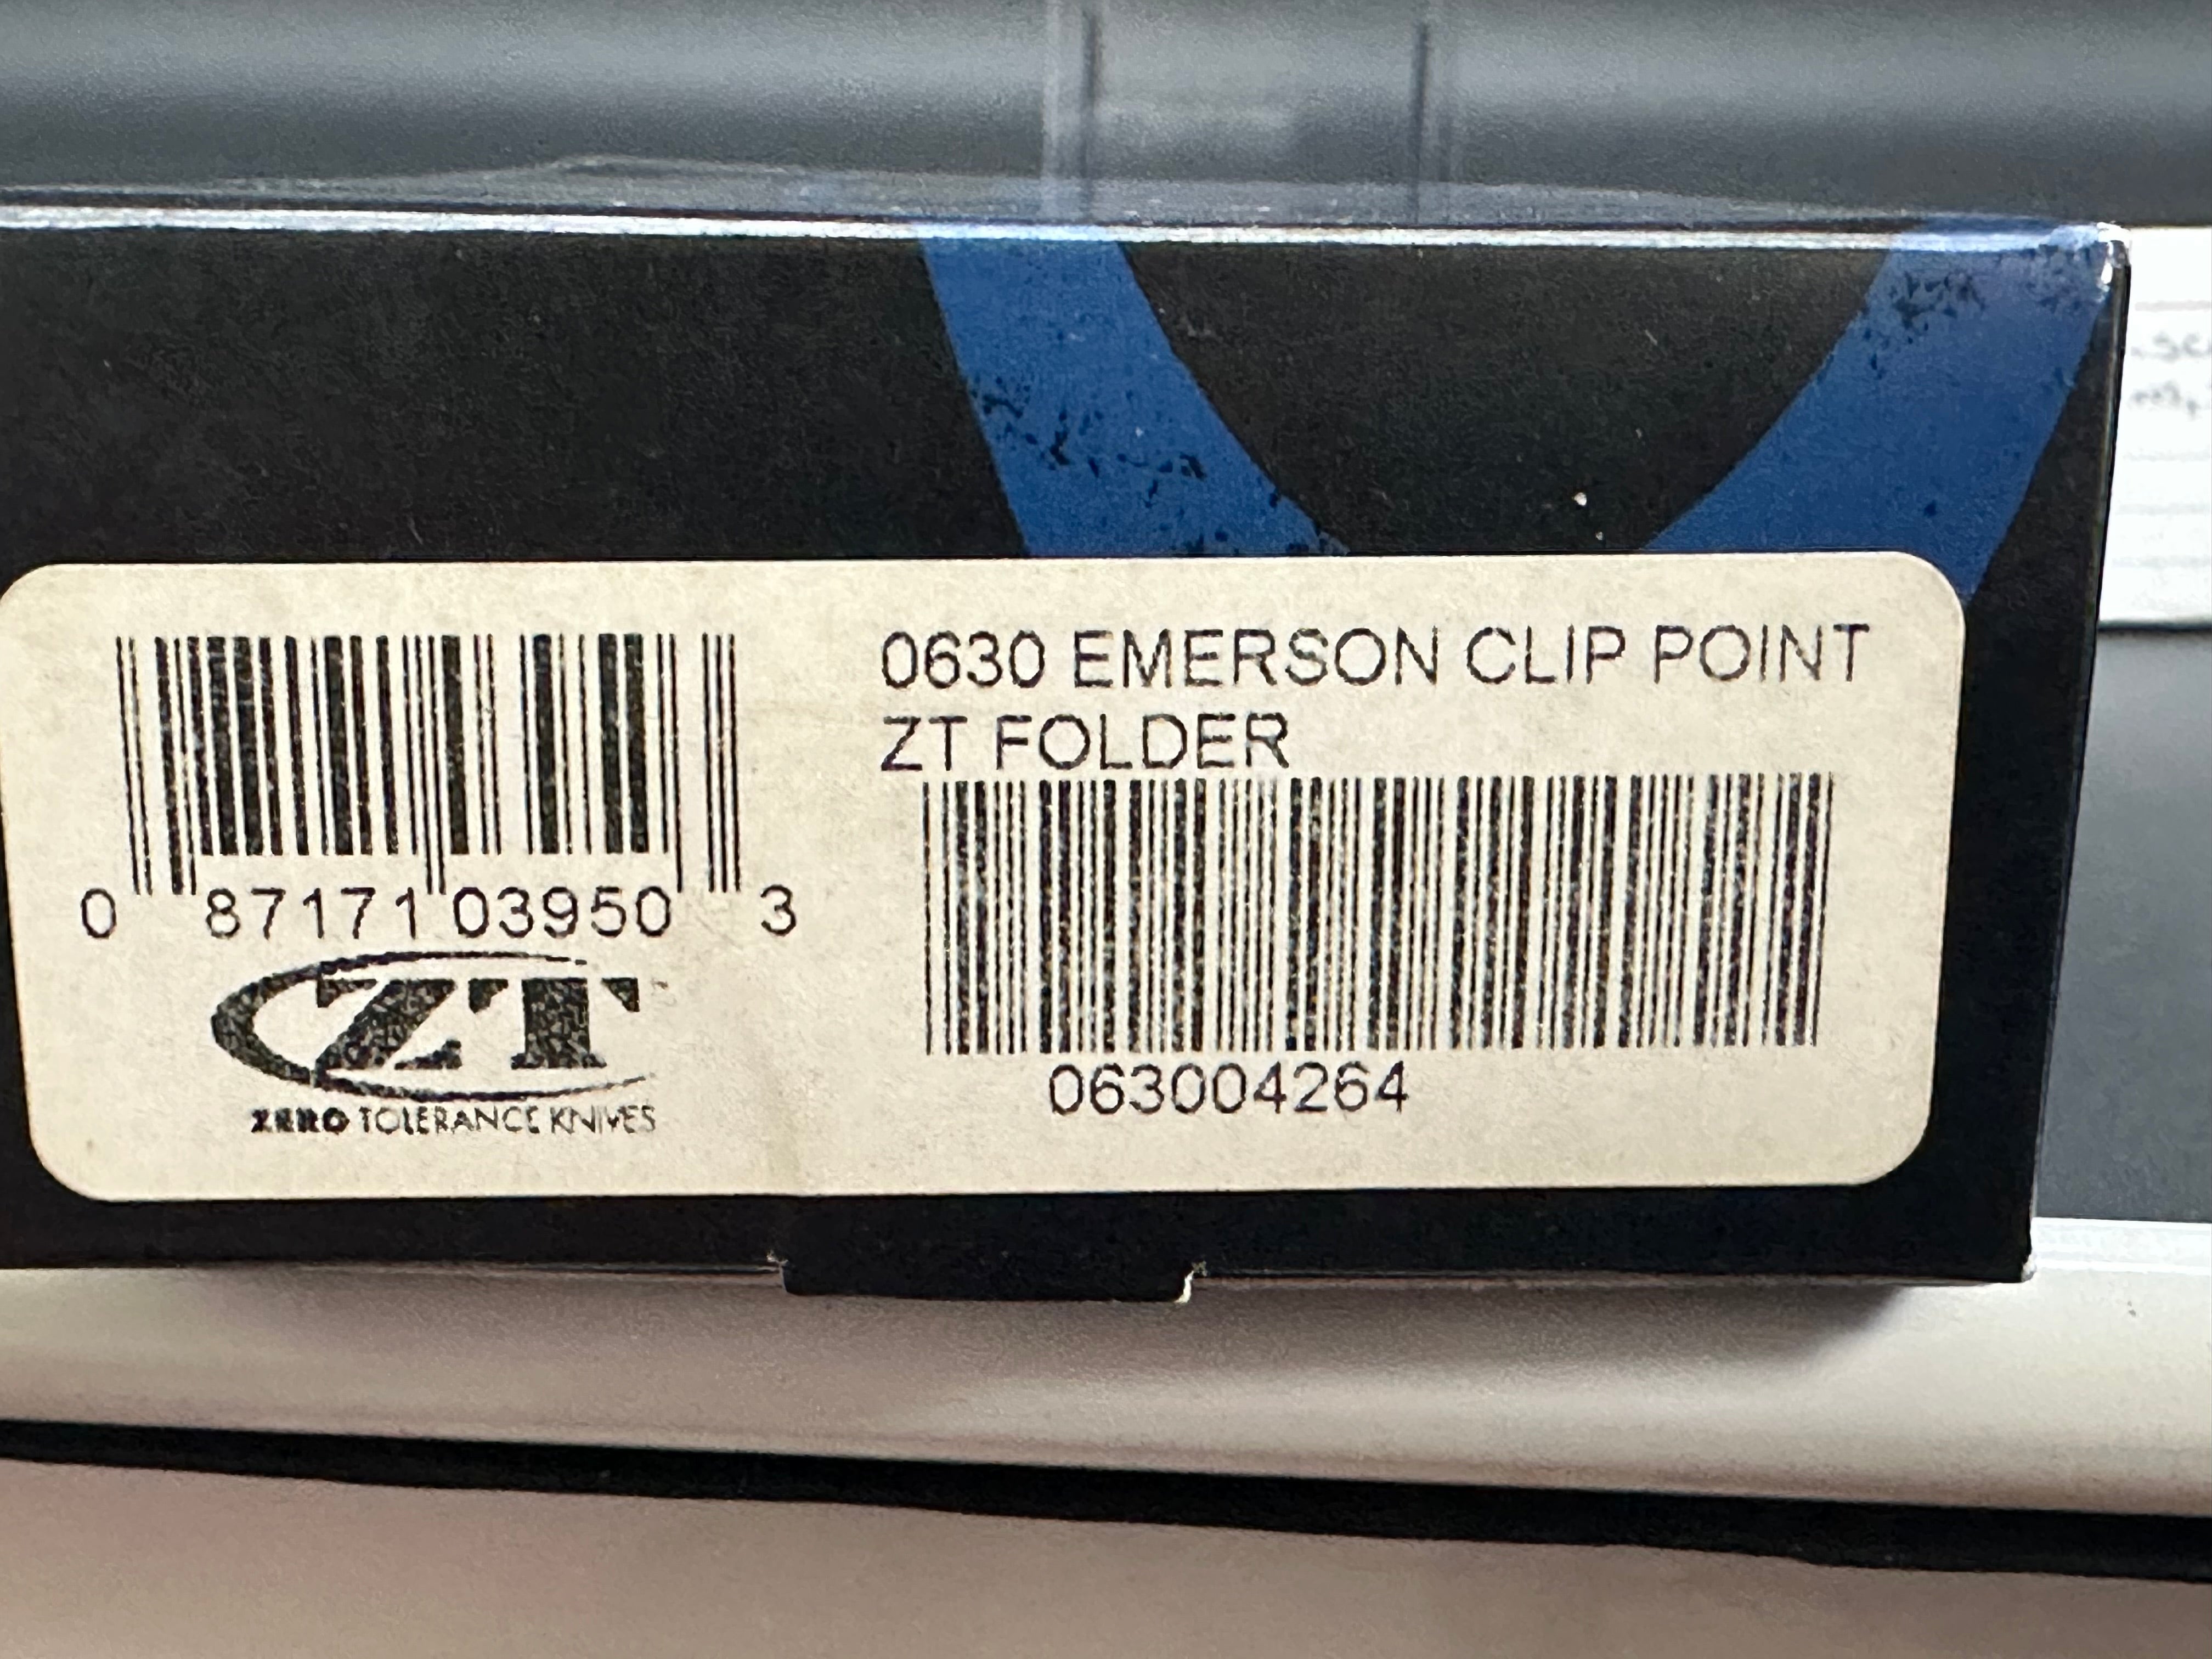 0630 EMERSON CLIP POINT
ZT FOLDER
0 87171 03950 3
063004264
ZT
ZERO TOLERANCE KNIVES